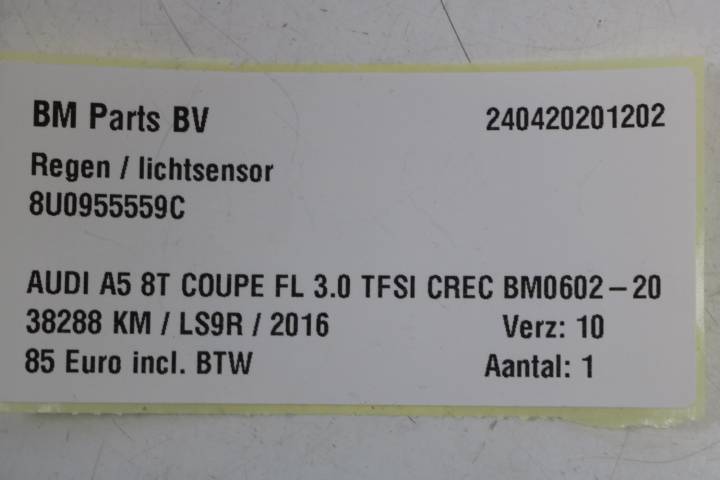 BM Parts BV 240420201202
Regen / lichtsensor
8U0955559C
AUDI A5 8T COUPE FL 3.0 TFSI CREC BM0602-20
38288 KM / LS9R / 2016 Verz: 10
85 Euro incl. BTW Aantal: 1